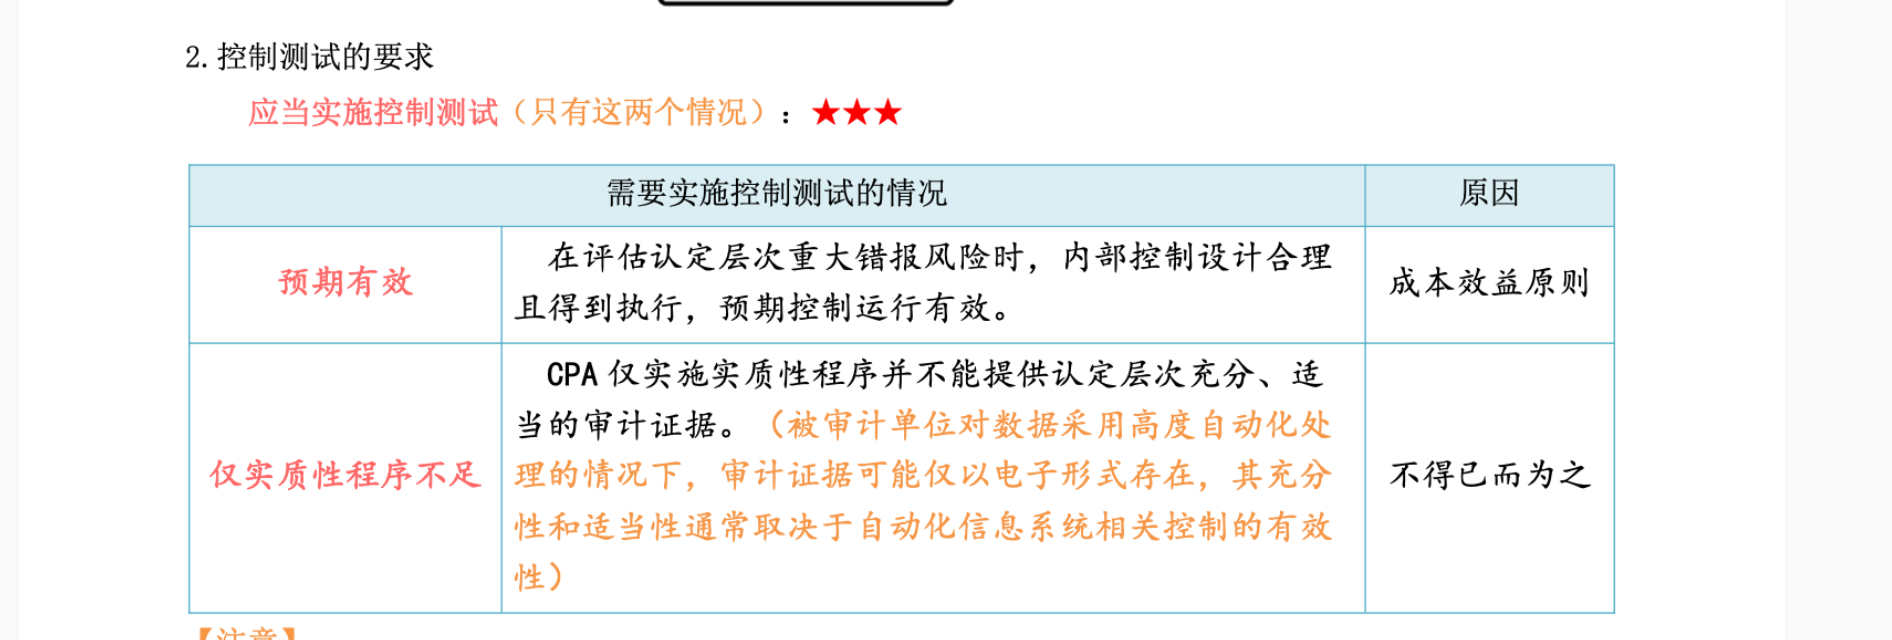 2. 控制测试的要求
应当实施控制测试（只有这两个情况）：★★★
需要实施控制测试的情况
原因
预期有效
在评估认定层次重大错报风险时，内部控制设计合理
且得到执行，预期控制运行有效。
成本效益原则
仅实质性程序不足
CPA 仅实施实质性程序并不能提供认定层次充分、适
当的审计证据。（被审计单位对数据采用高度自动化处
理的情况下，审计证据可能仅以电子形式存在，其充分
性和适当性通常取决于自动化信息系统相关控制的有效
性）
不得已而为之
【注意】